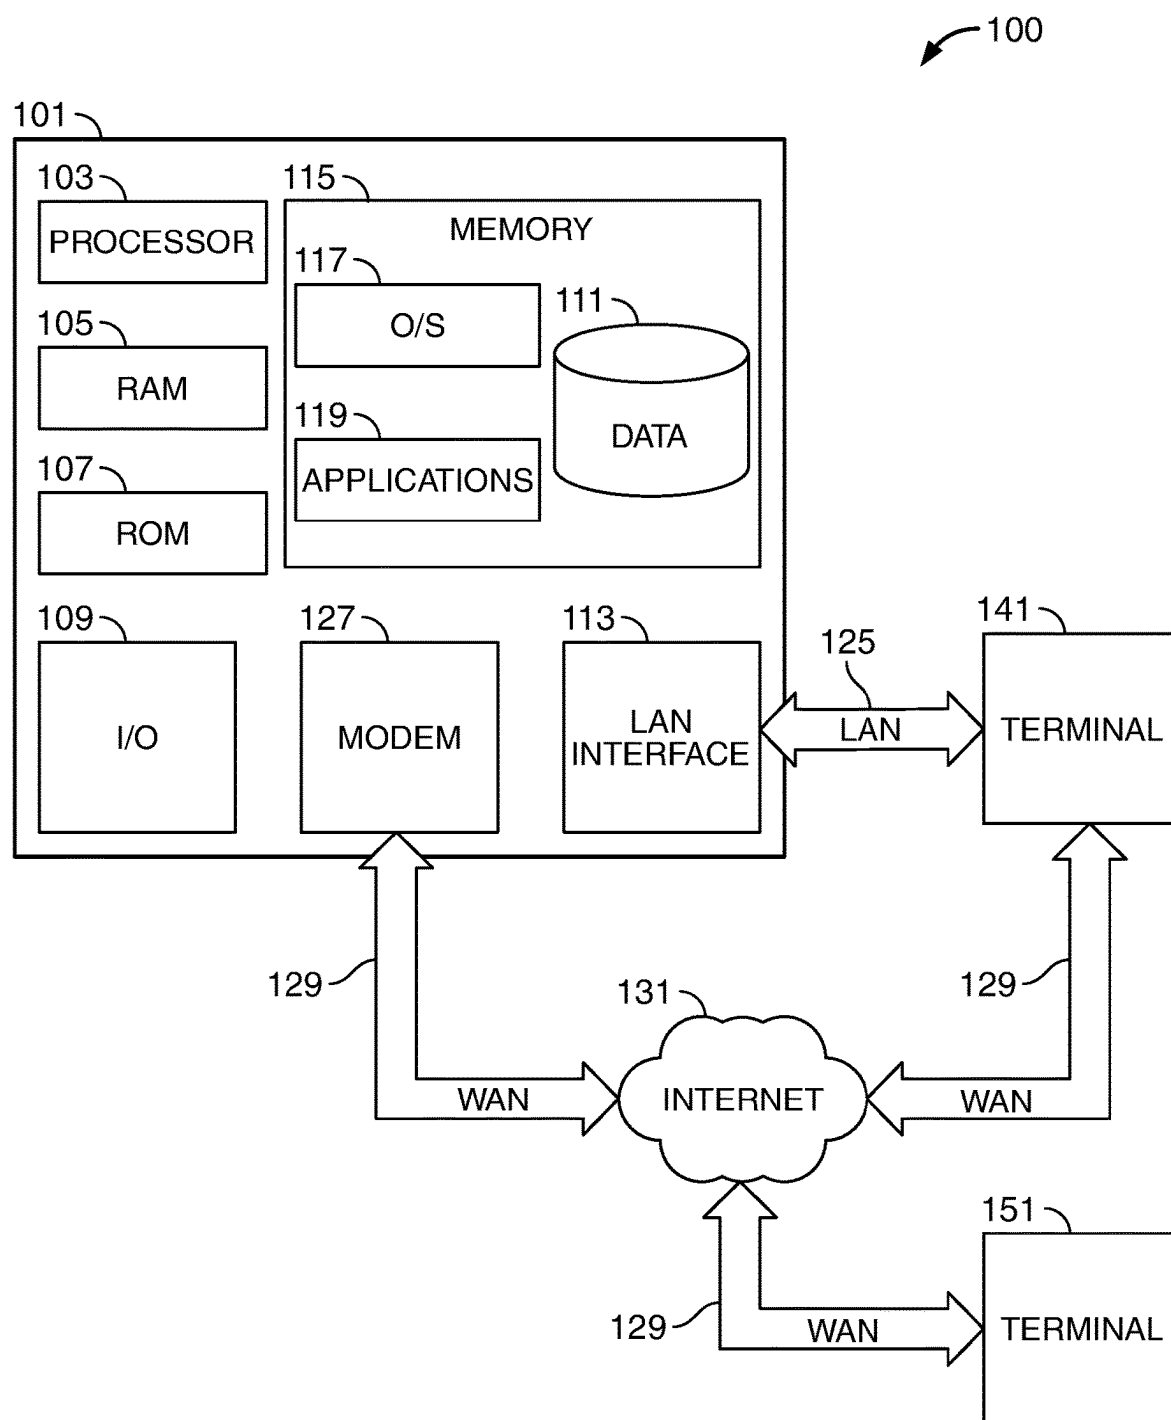 100
101
103
PROCESSOR
105
RAM
107
ROM
115
MEMORY
117
O/S
111
DATA
119
APPLICATIONS
109
I/O
127
MODEM
113
LAN
INTERFACE
125
LAN
141
TERMINAL
129
WAN
131
INTERNET
129
WAN
129
WAN
151
TERMINAL